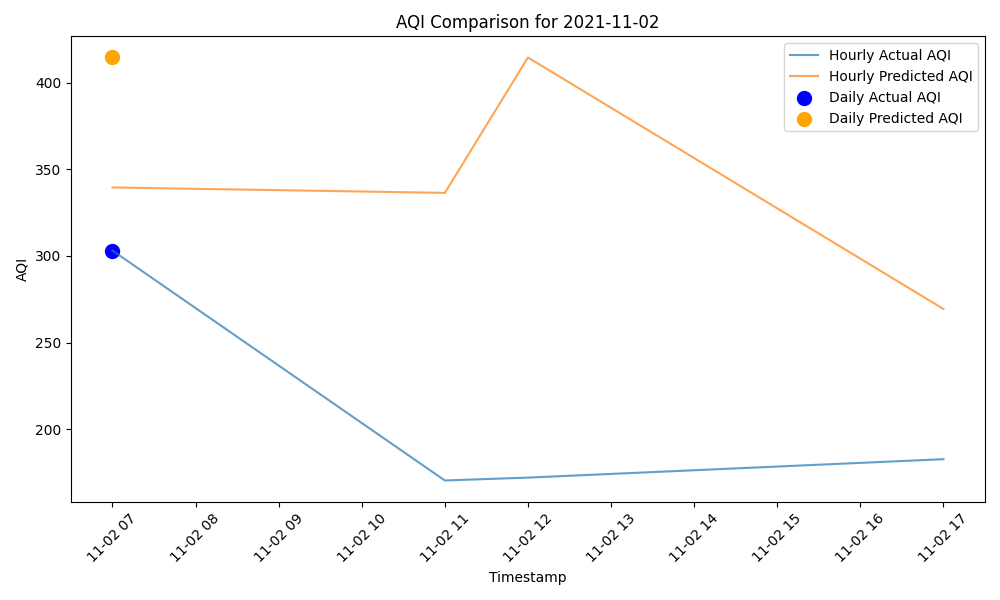 AQI Comparison for 2021-11-02
Hourly Actual AQI
Hourly Predicted AQI
Daily Actual AQI
Daily Predicted AQI
AQI
400
350
300
250
200
11-02 07
11-02 08
11-02 09
11-02 10
11-02 11
11-02 12
11-02 13
11-02 14
11-02 15
11-02 16
11-02 17
Timestamp